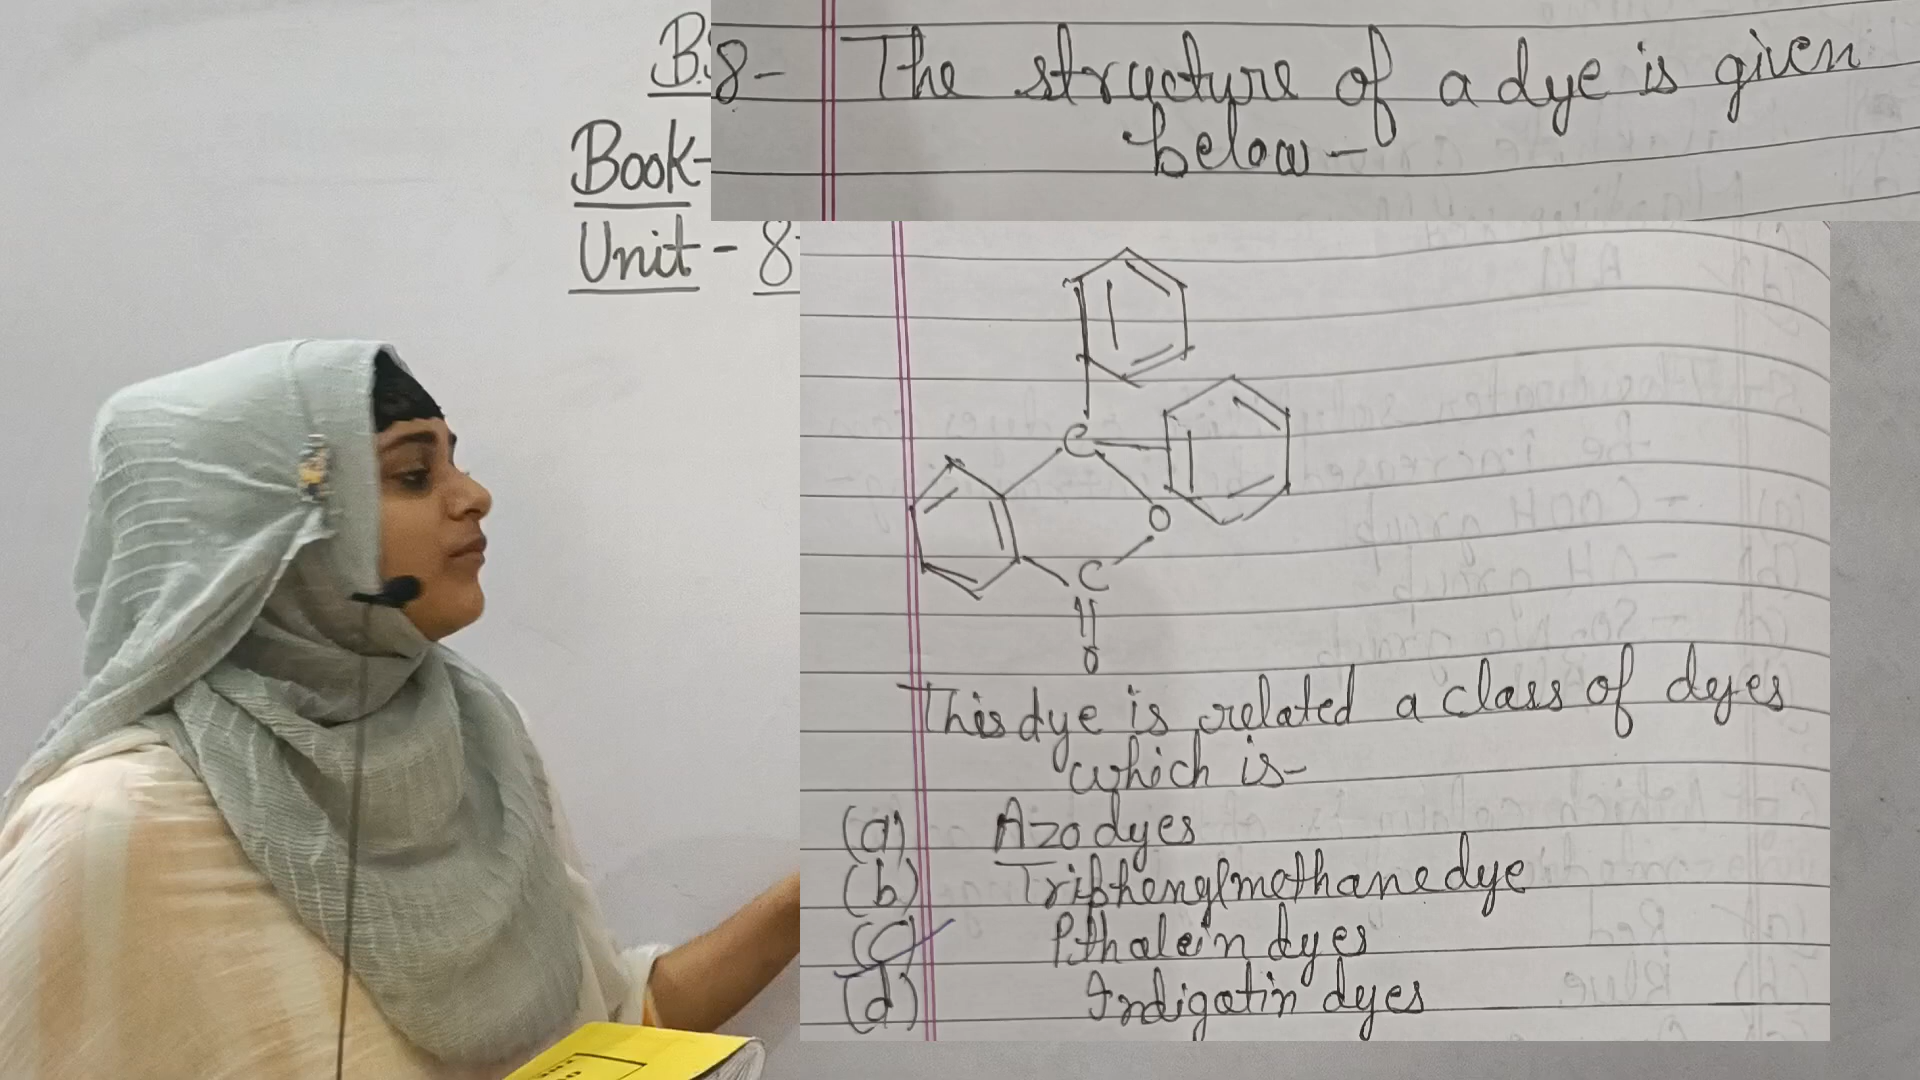 B.
Book-
Unit - 8
8- The structure of a dye is given
below-
C
O
C
O
This dye is related a class of dyes
which is-
(a) Azo dyes
(b) Triphenylmethane dye
(c) Pthalein dyes
(d) Indigotin dyes